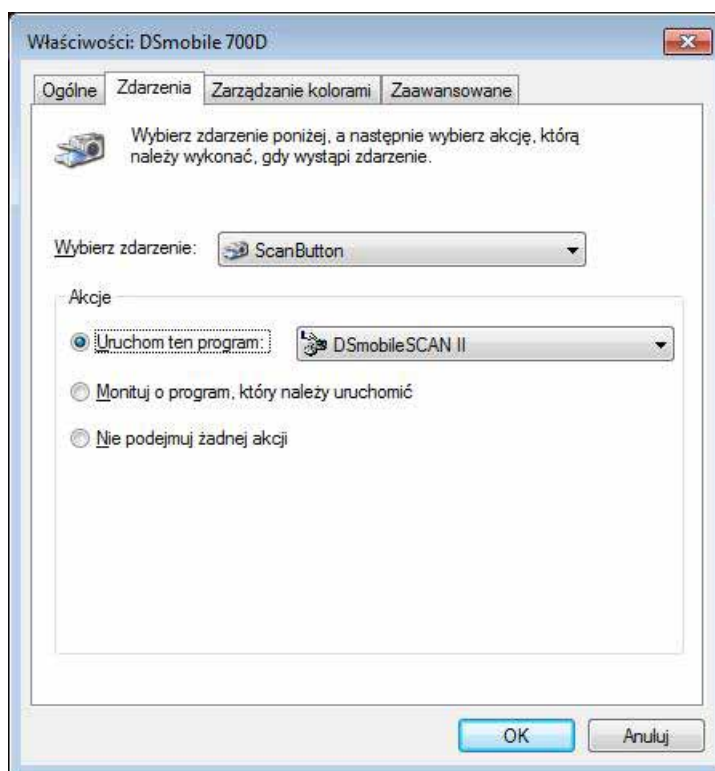 Właściwości: DSmobile 700D
Ogólne Zdarzenia Zarządzanie kolorami Zaawansowane
Wybierz zdarzenie poniżej, a następnie wybierz akcję, którą
należy wykonać, gdy wystąpi zdarzenie.
Wybierz zdarzenie: ScanButton
Akcje
Uruchom ten program: DSmobileSCAN II
Monituj o program, który należy uruchomić
Nie podejmuj żadnej akcji
OK Anuluj